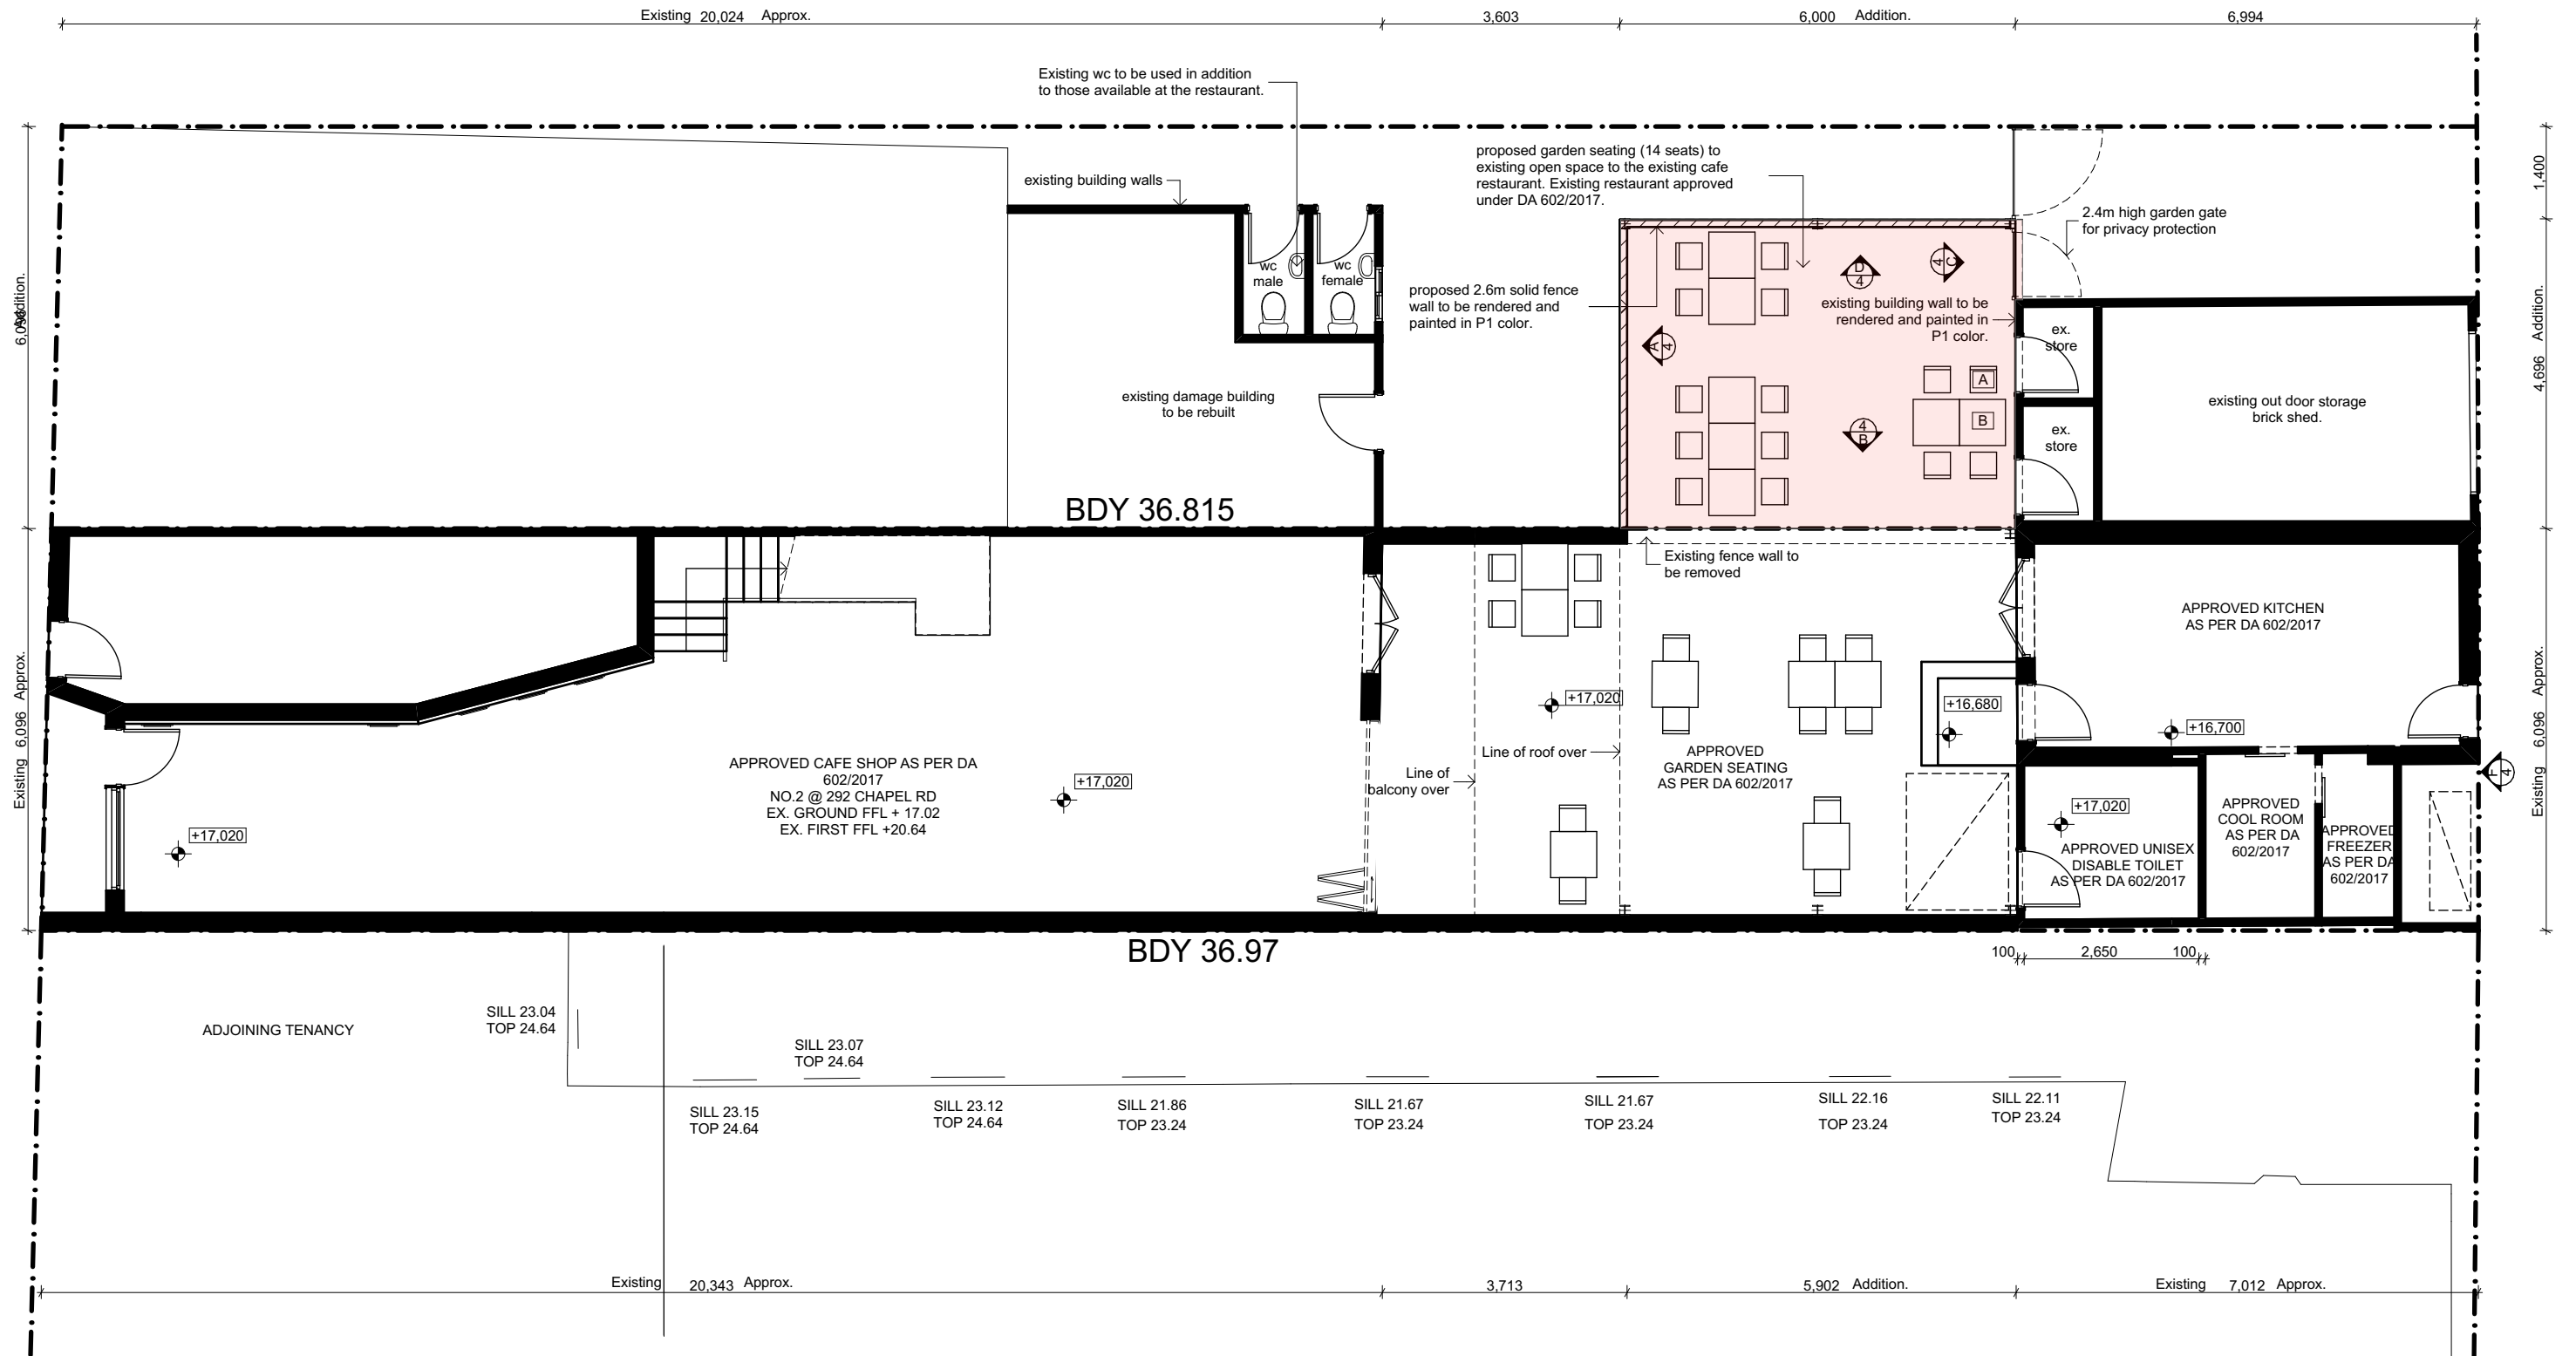 Existing 20,024 Approx.
3,603
6,000 Addition.
6,994
Existing wc to be used in addition
to those available at the restaurant.
existing building walls
proposed garden seating (14 seats) to
existing open space to the existing cafe
restaurant. Existing restaurant approved
under DA 602/2017.
1,400
2.4m high garden gate
for privacy protection
wc
male
wc
female
proposed 2.6m solid fence
wall to be rendered and
painted in P1 color.
D
4
4
C
existing building wall to be
rendered and painted in
P1 color.
A
4
4
B
A
B
ex.
store
ex.
store
existing out door storage
brick shed.
4,696 Addition.
Addition.
existing damage building
to be rebuilt
BDY 36.815
Existing fence wall to
be removed
APPROVED KITCHEN
AS PER DA 602/2017
Existing 6,096 Approx.
+17,020
+16,680
+16,700
Line of roof over
Line of
balcony over
APPROVED
GARDEN SEATING
AS PER DA 602/2017
APPROVED CAFE SHOP AS PER DA
602/2017
NO.2 @ 292 CHAPEL RD
EX. GROUND FFL + 17.02
EX. FIRST FFL +20.64
+17,020
+17,020
+17,020
APPROVED UNISEX
DISABLE TOILET
AS PER DA 602/2017
APPROVED
COOL ROOM
AS PER DA
602/2017
APPROVED
FREEZER
AS PER DA
602/2017
F
4
Existing 6,096 Approx.
BDY 36.97
100
2,650
100
ADJOINING TENANCY
SILL 23.04
TOP 24.64
SILL 23.07
TOP 24.64
SILL 23.15
TOP 24.64
SILL 23.12
TOP 24.64
SILL 21.86
TOP 23.24
SILL 21.67
TOP 23.24
SILL 21.67
TOP 23.24
SILL 22.16
TOP 23.24
SILL 22.11
TOP 23.24
Existing 20,343 Approx.
3,713
5,902 Addition.
Existing 7,012 Approx.